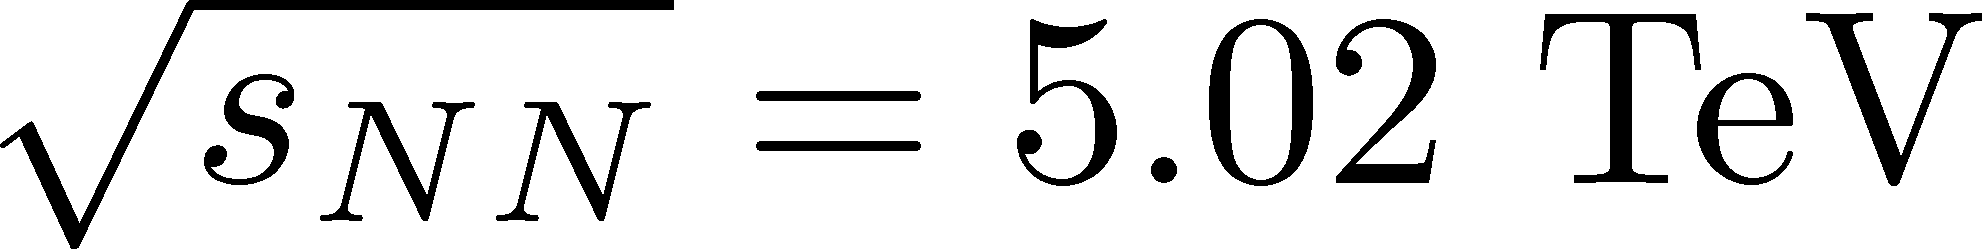 √s_NN = 5.02 TeV